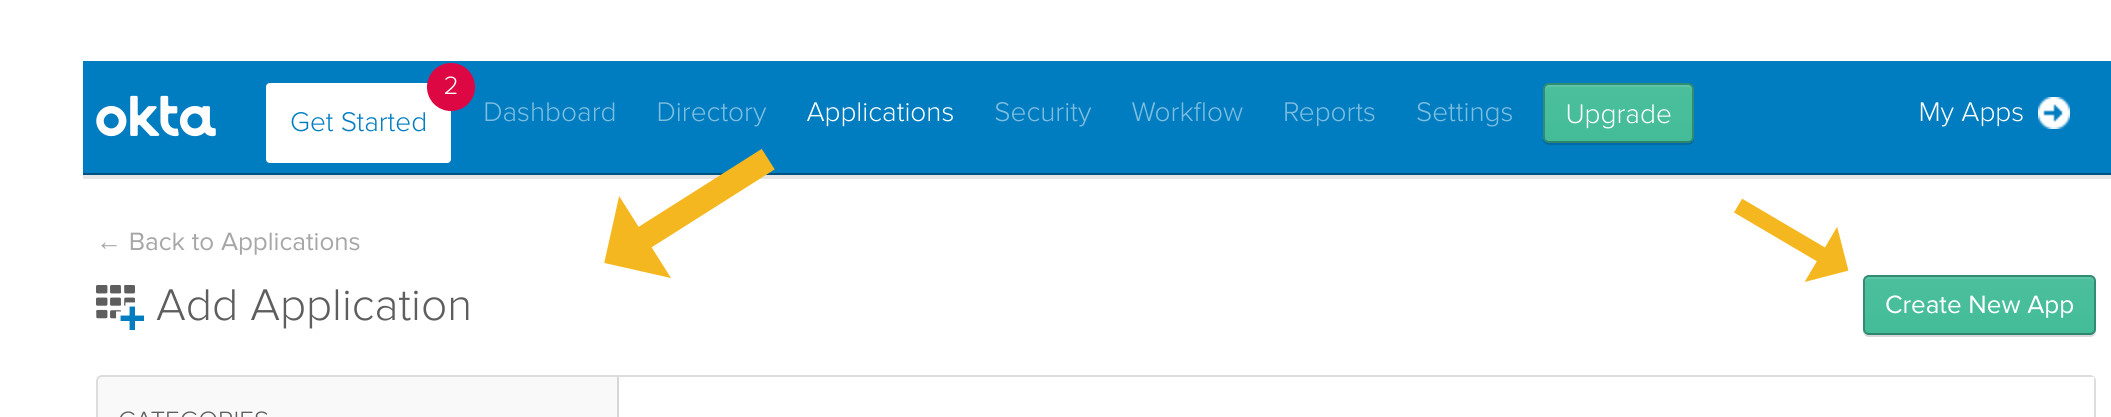 okta Get Started 2 Dashboard Directory Applications Security Workflow Reports Settings Upgrade My Apps
← Back to Applications
Add Application Create New App
CATEGORIES